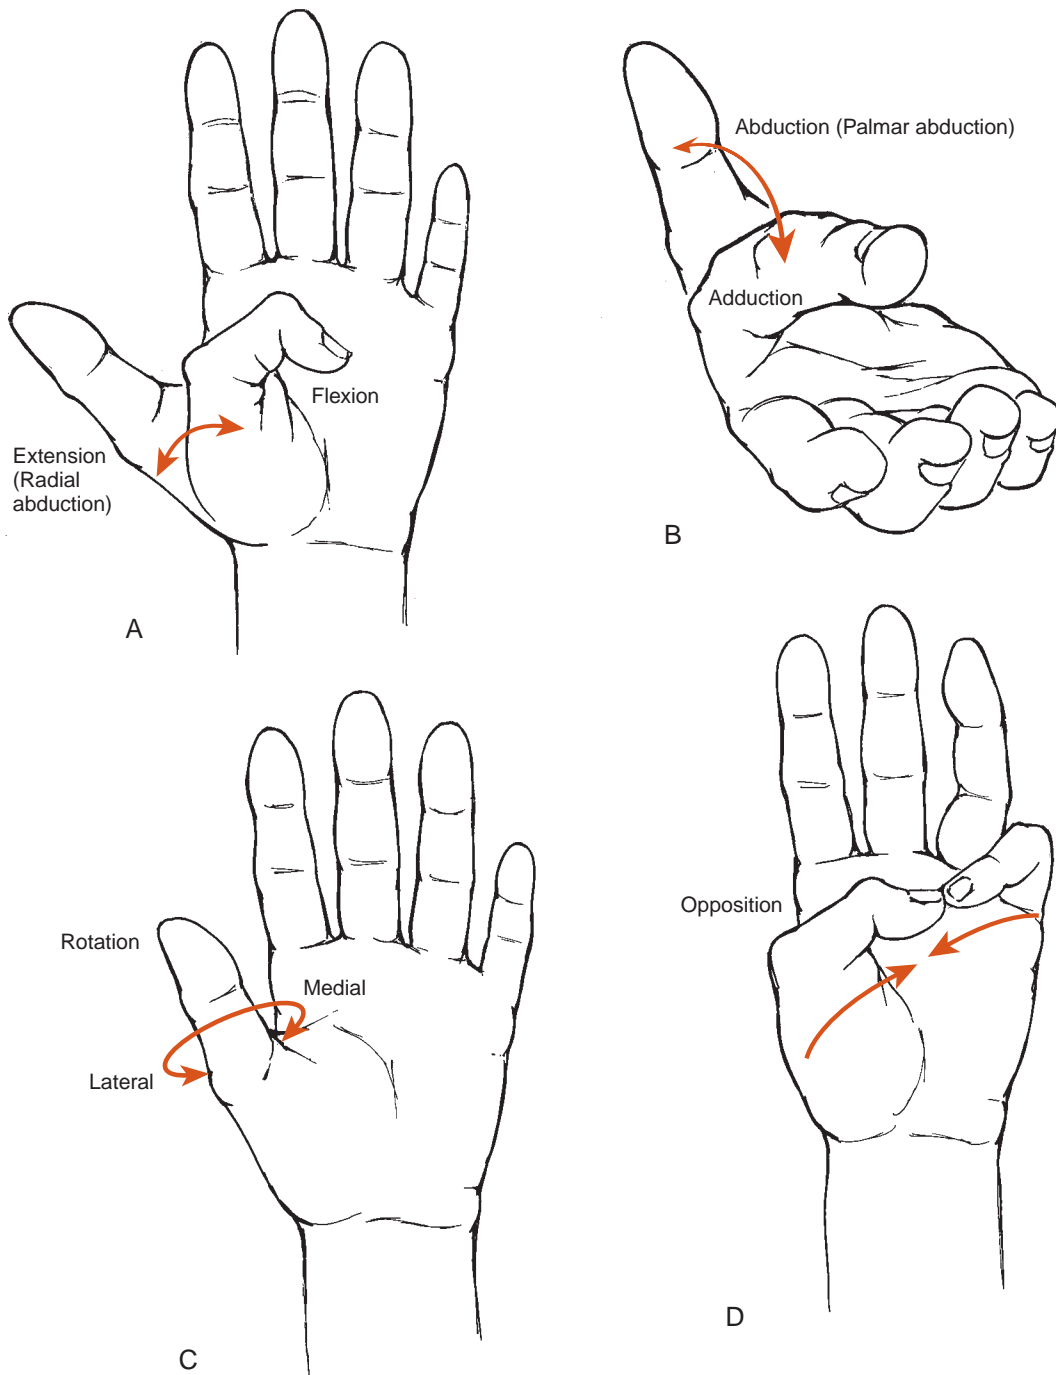 Abduction (Palmar abduction)
Adduction
Flexion
Extension
(Radial
abduction)
B
A
Opposition
Rotation
Medial
Lateral
D
C